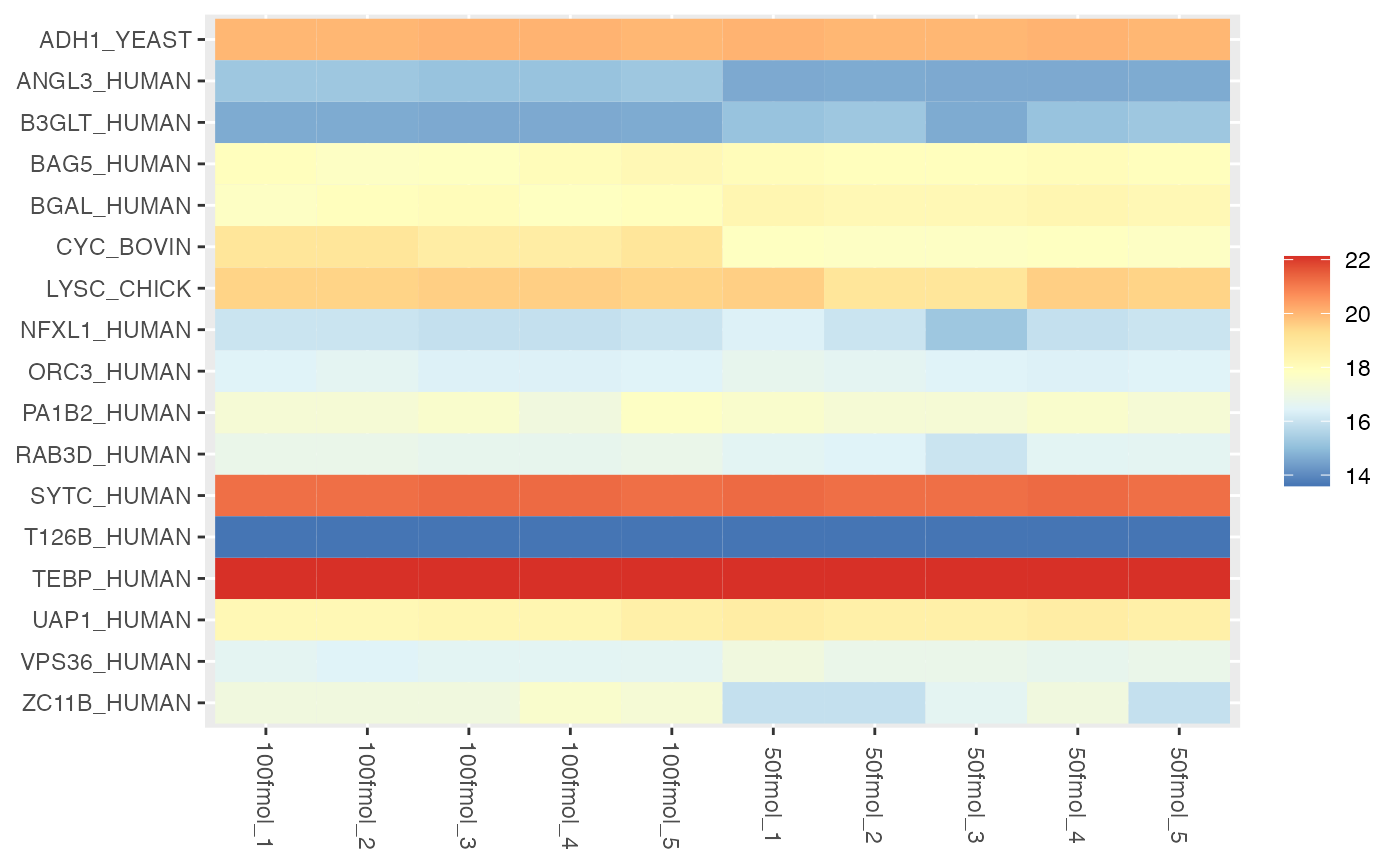 ADH1_YEAST
ANGL3_HUMAN
B3GLT_HUMAN
BAG5_HUMAN
BGAL_HUMAN
CYC_BOVIN
LYSC_CHICK
NFXL1_HUMAN
ORC3_HUMAN
PA1B2_HUMAN
RAB3D_HUMAN
SYTC_HUMAN
T126B_HUMAN
TEBP_HUMAN
UAP1_HUMAN
VPS36_HUMAN
ZC11B_HUMAN
100fmol_1
100fmol_2
100fmol_3
100fmol_4
100fmol_5
50fmol_1
50fmol_2
50fmol_3
50fmol_4
50fmol_5
22
20
18
16
14